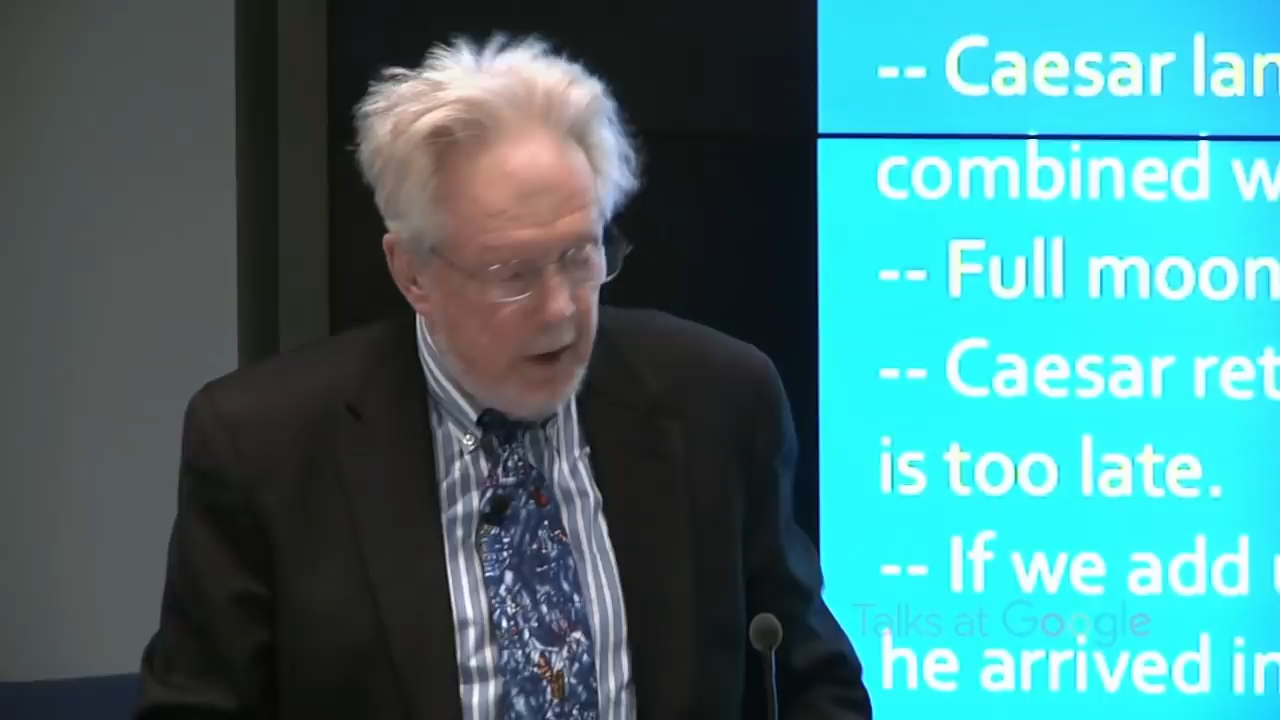 -- Caesar lan
combined w
-- Full moon
-- Caesar ret
is too late.
-- If we add
Talks at Google
he arrived in